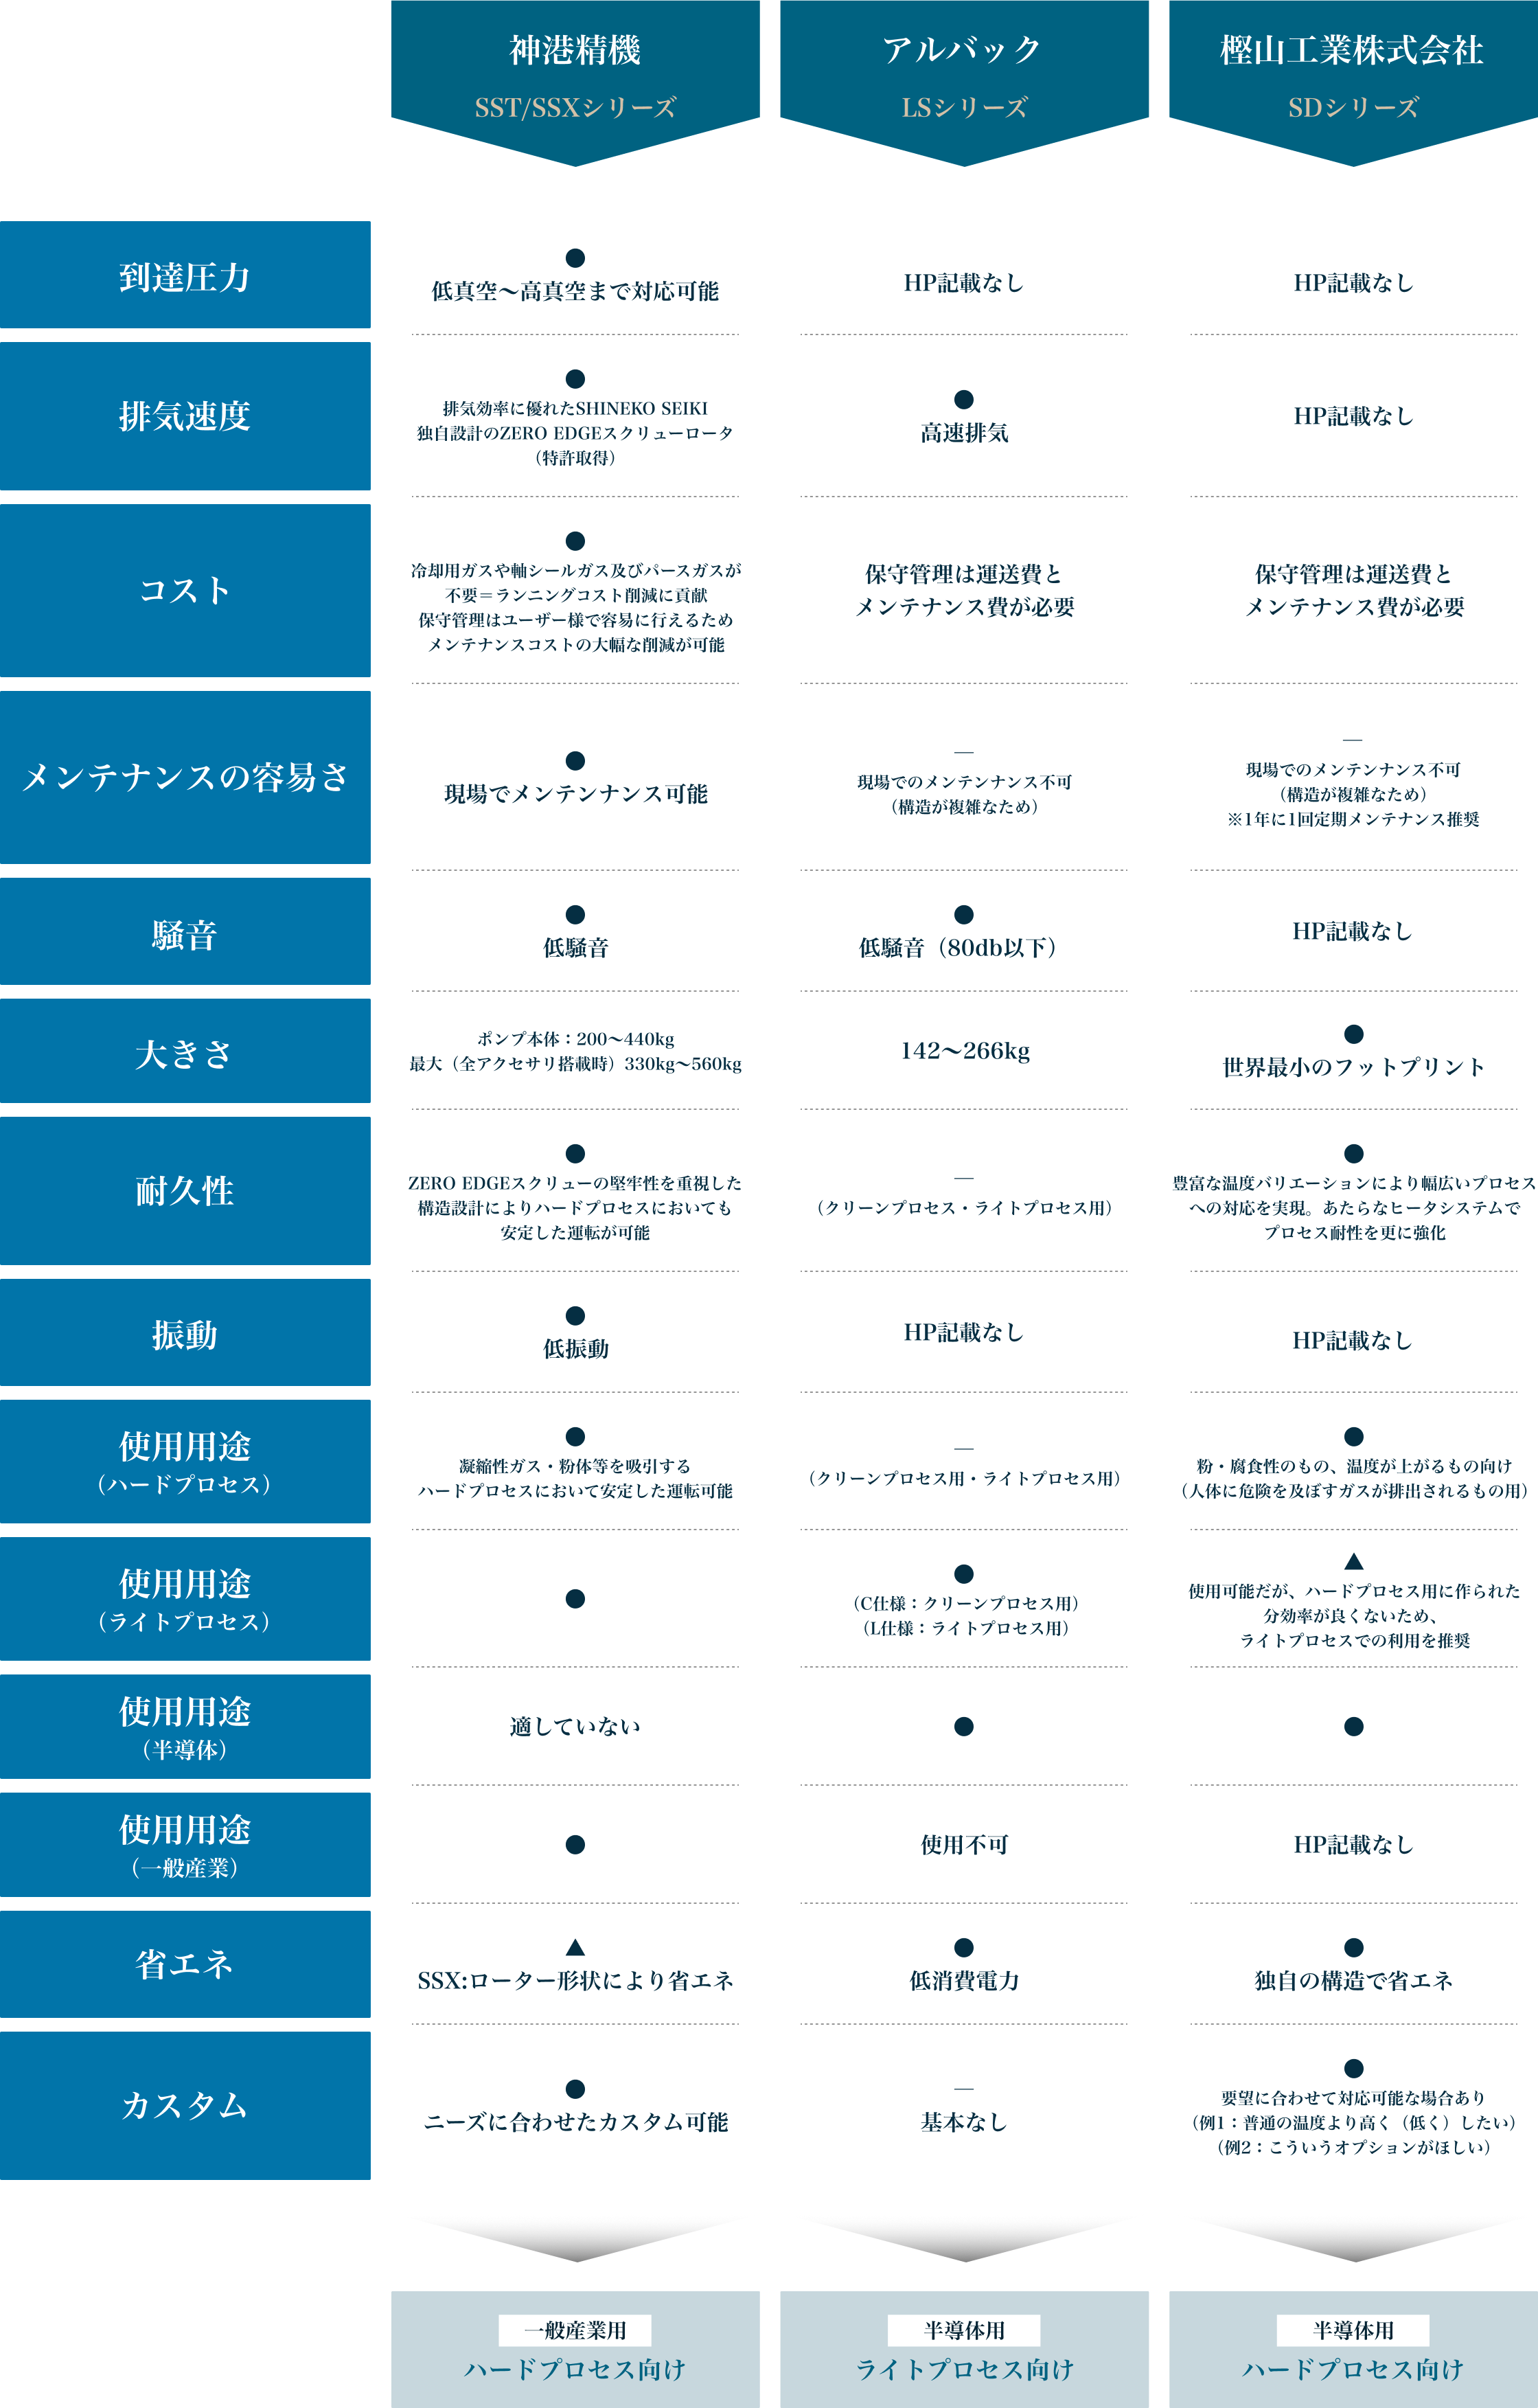 神港精機
SST/SSXシリーズ
アルバック
LSシリーズ
樫山工業株式会社
SDシリーズ
到達圧力
●
低真空～高真空まで対応可能
HP記載なし
HP記載なし
排気速度
●
排気効率に優れたSHINEKO SEIKI
独自設計のZERO EDGEスクリューロータ
（特許取得）
●
高速排気
HP記載なし
コスト
●
冷却用ガスや軸シールガス及びパースガスが
不要＝ランニングコスト削減に貢献
保守管理はユーザー様で容易に行えるため
メンテナンスコストの大幅な削減が可能
保守管理は運送費と
メンテナンス費が必要
保守管理は運送費と
メンテナンス費が必要
メンテナンスの容易さ
●
現場でメンテンナンス可能
―
現場でのメンテンナンス不可
（構造が複雑なため）
―
現場でのメンテンナンス不可
（構造が複雑なため）
※1年に1回定期メンテナンス推奨
騒音
●
低騒音
●
低騒音（80db以下）
HP記載なし
大きさ
ポンプ本体：200～440kg
最大（全アクセサリ搭載時）330kg～560kg
142～266kg
●
世界最小のフットプリント
耐久性
●
ZERO EDGEスクリューの堅牢性を重視した
構造設計によりハードプロセスにおいても
安定した運転が可能
―
（クリーンプロセス・ライトプロセス用）
●
豊富な温度バリエーションにより幅広いプロセス
への対応を実現。あたらなヒータシステムで
プロセス耐性を更に強化
振動
●
低振動
HP記載なし
HP記載なし
使用用途
（ハードプロセス）
●
凝縮性ガス・粉体等を吸引する
ハードプロセスにおいて安定した運転可能
―
（クリーンプロセス用・ライトプロセス用）
●
粉・腐食性のもの、温度が上がるもの向け
（人体に危険を及ぼすガスが排出されるもの用）
使用用途
（ライトプロセス）
●
●
（C仕様：クリーンプロセス用）
（L仕様：ライトプロセス用）
▲
使用可能だが、ハードプロセス用に作られた
分効率が良くないため、
ライトプロセスでの利用を推奨
使用用途
（半導体）
適していない
●
●
使用用途
（一般産業）
●
使用不可
HP記載なし
省エネ
▲
SSX:ローター形状により省エネ
●
低消費電力
●
独自の構造で省エネ
カスタム
●
ニーズに合わせたカスタム可能
―
基本なし
●
要望に合わせて対応可能な場合あり
（例1：普通の温度より高く（低く）したい）
（例2：こういうオプションがほしい）
一般産業用
ハードプロセス向け
半導体用
ライトプロセス向け
半導体用
ハードプロセス向け